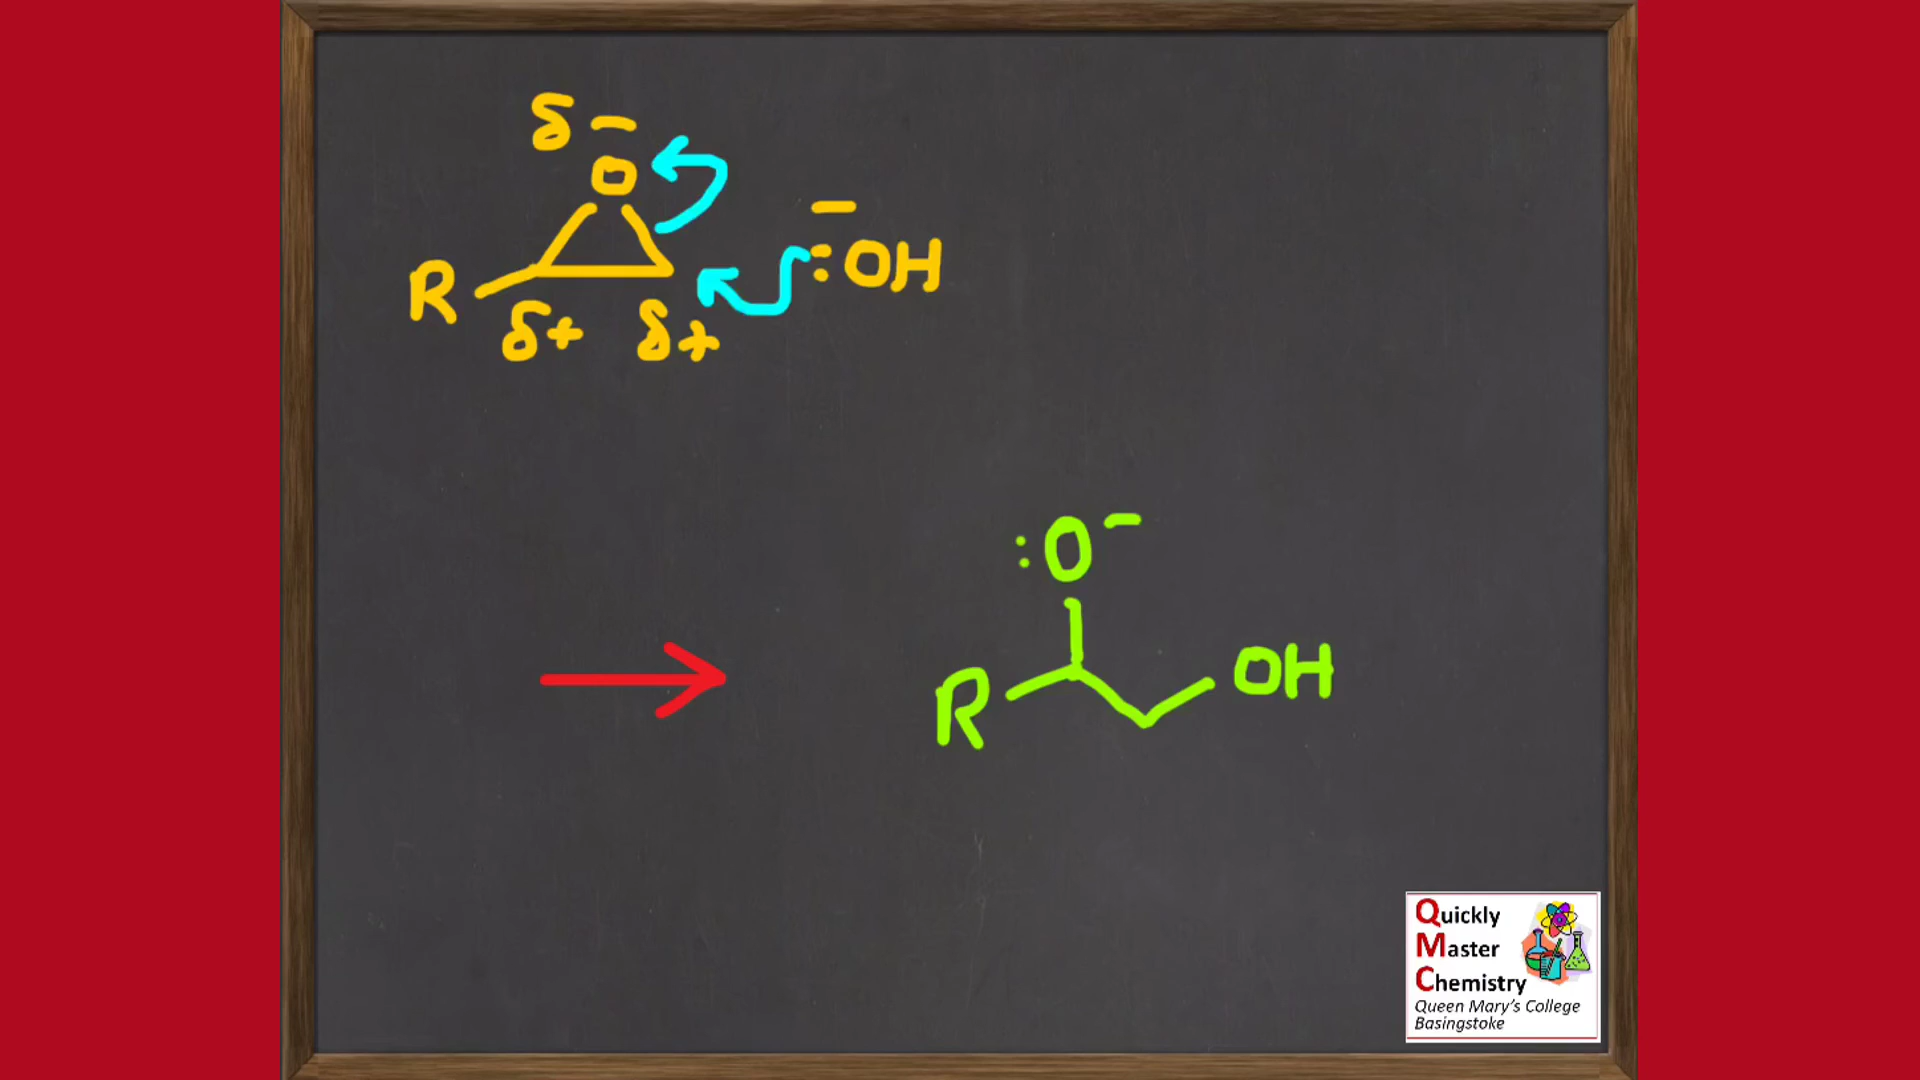 δ −
O
−
R
:OH
δ+ δ+
:O −
R
OH
Quickly
Master
Chemistry
Queen Mary's College
Basingstoke